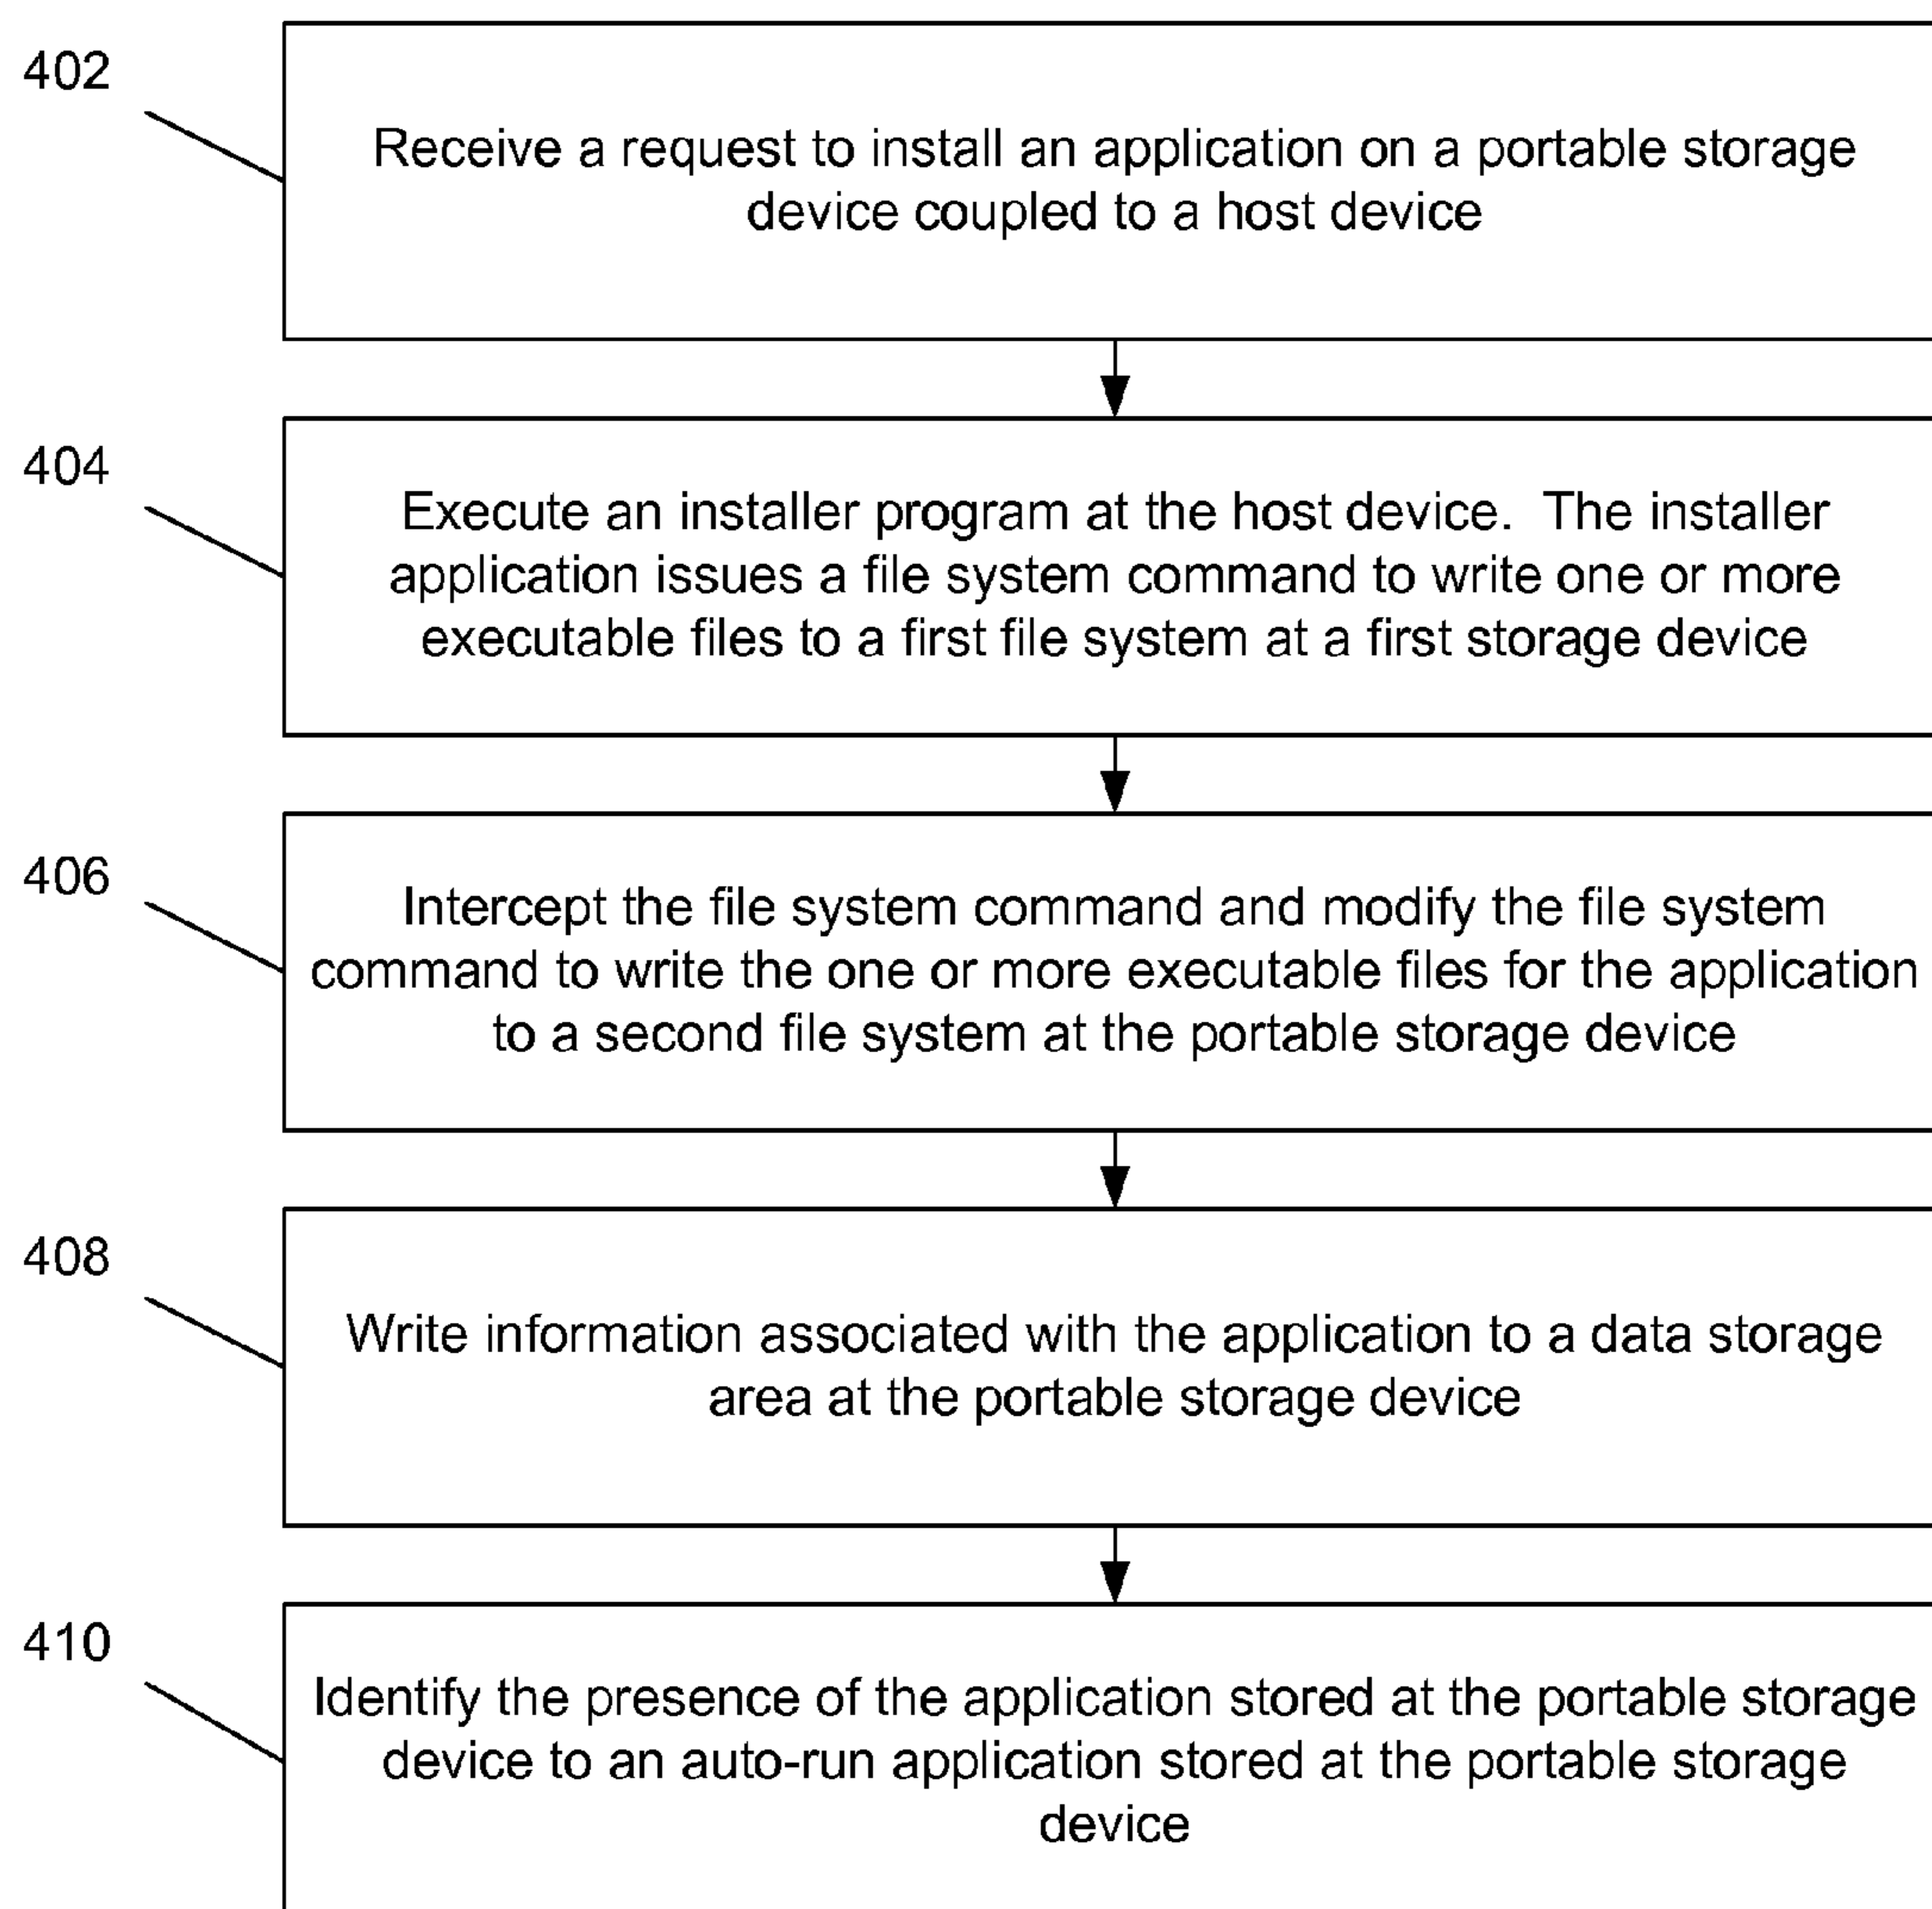 402
Receive a request to install an application on a portable storage
device coupled to a host device
404
Execute an installer program at the host device.  The installer
application issues a file system command to write one or more
executable files to a first file system at a first storage device
406
Intercept the file system command and modify the file system
command to write the one or more executable files for the application
to a second file system at the portable storage device
408
Write information associated with the application to a data storage
area at the portable storage device
410
Identify the presence of the application stored at the portable storage
device to an auto-run application stored at the portable storage
device